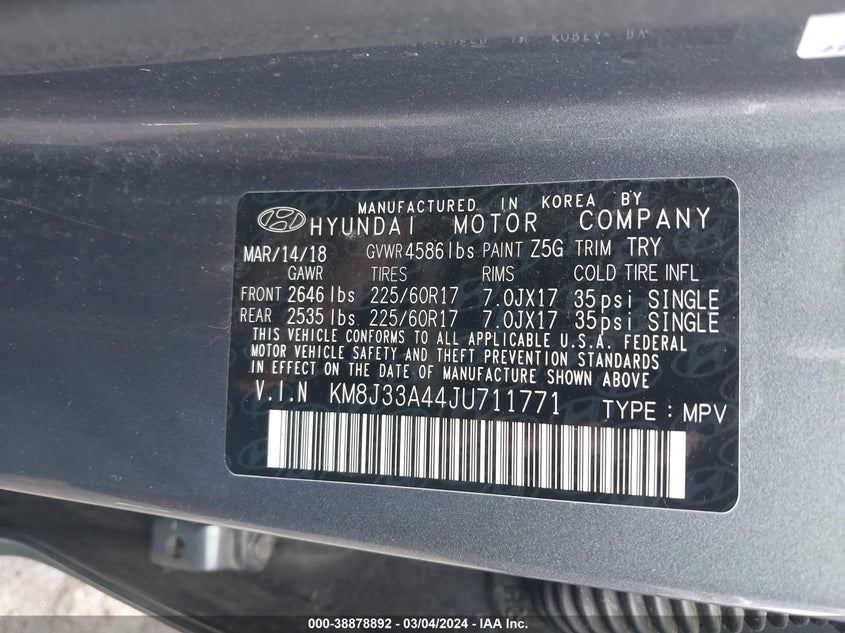 MANUFACTURED IN KOREA BY
HYUNDAI MOTOR COMPANY
MAR/14/18 GVWR 4586lbs PAINT Z5G TRIM TRY
GAWR TIRES RIMS COLD TIRE INFL
FRONT 2646 lbs 225/60R17 7.0JX17 35psi SINGLE
REAR 2535 lbs 225/60R17 7.0JX17 35psi SINGLE
THIS VEHICLE CONFORMS TO ALL APPLICABLE U.S.A. FEDERAL
MOTOR VEHICLE SAFETY AND THEFT PREVENTION STANDARDS
IN EFFECT ON THE DATE OF MANUFACTURE SHOWN ABOVE
V.I.N KM8J33A44JU711771 TYPE : MPV
000-38878892 | 03/04/2024 — IAA Inc.